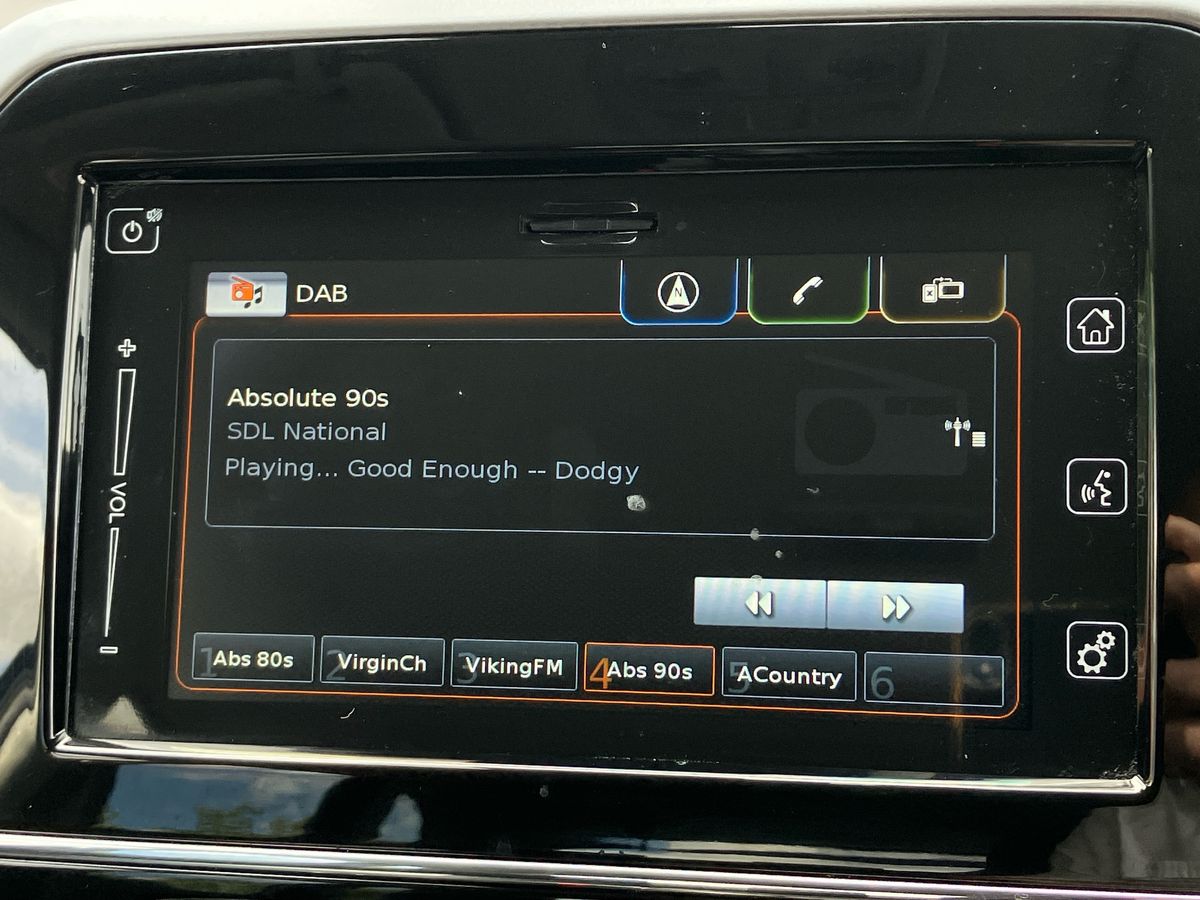 DAB
N
Absolute 90s
SDL National
Playing... Good Enough -- Dodgy
+
VOL
-
1 Abs 80s
2 VirginCh
3 VikingFM
4 Abs 90s
5 ACountry
6